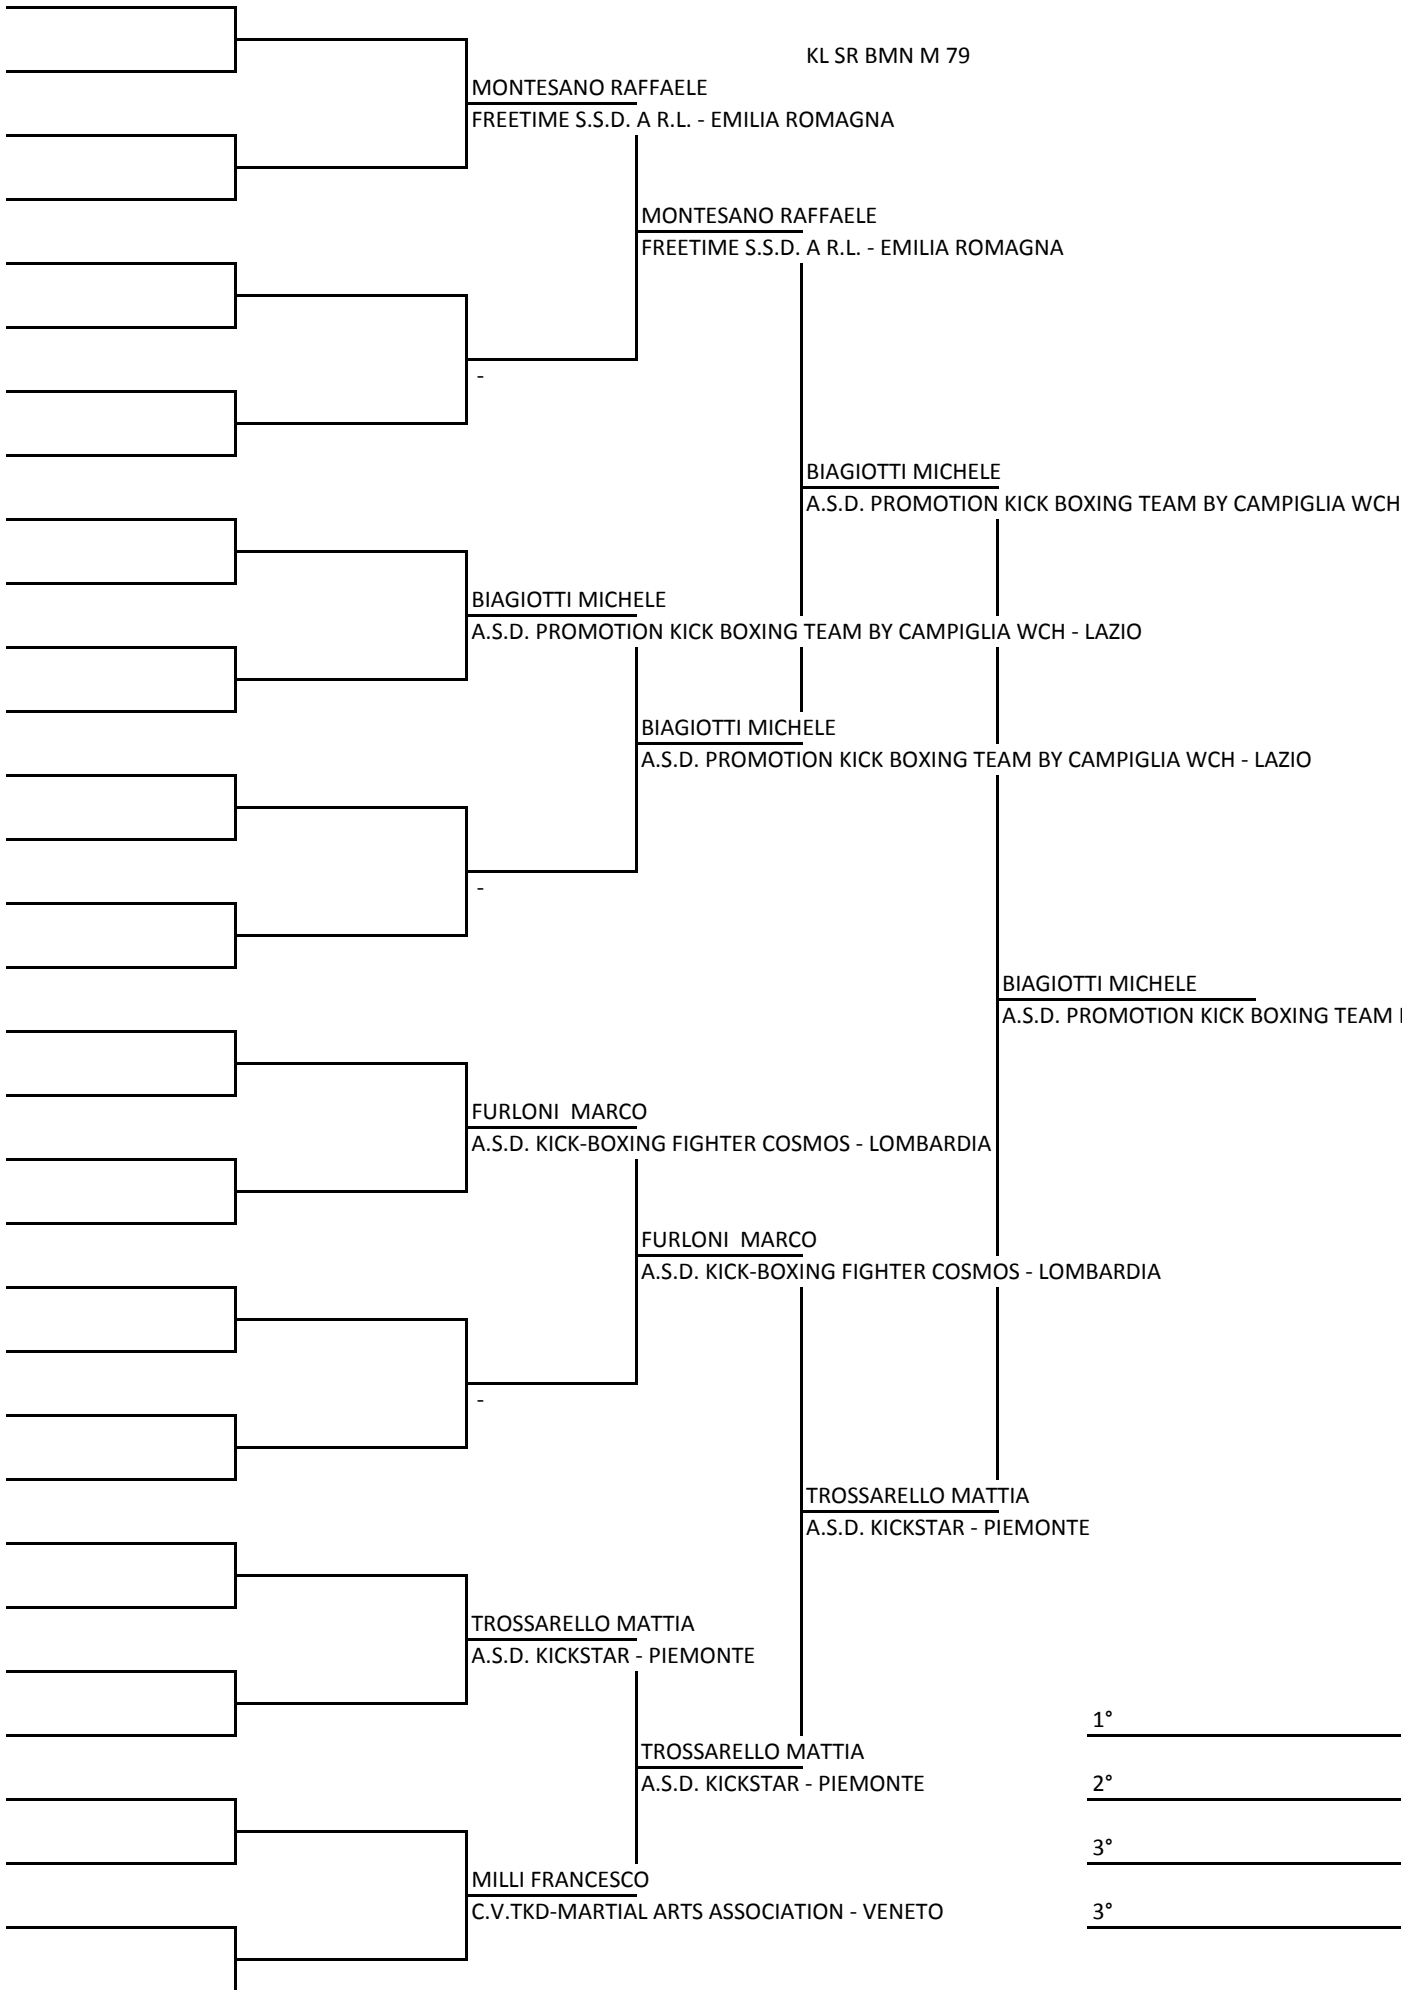 KL SR BMN M 79
MONTESANO RAFFAELE
FREETIME S.S.D. A R.L. - EMILIA ROMAGNA
MONTESANO RAFFAELE
FREETIME S.S.D. A R.L. - EMILIA ROMAGNA
-
BIAGIOTTI MICHELE
A.S.D. PROMOTION KICK BOXING TEAM BY CAMPIGLIA WCH
BIAGIOTTI MICHELE
A.S.D. PROMOTION KICK BOXING TEAM BY CAMPIGLIA WCH - LAZIO
BIAGIOTTI MICHELE
A.S.D. PROMOTION KICK BOXING TEAM BY CAMPIGLIA WCH - LAZIO
-
BIAGIOTTI MICHELE
A.S.D. PROMOTION KICK BOXING TEAM
FURLONI  MARCO
A.S.D. KICK-BOXING FIGHTER COSMOS - LOMBARDIA
FURLONI  MARCO
A.S.D. KICK-BOXING FIGHTER COSMOS - LOMBARDIA
-
TROSSARELLO MATTIA
A.S.D. KICKSTAR - PIEMONTE
TROSSARELLO MATTIA
A.S.D. KICKSTAR - PIEMONTE
1°
TROSSARELLO MATTIA
A.S.D. KICKSTAR - PIEMONTE
2°
3°
MILLI FRANCESCO
C.V.TKD-MARTIAL ARTS ASSOCIATION - VENETO
3°